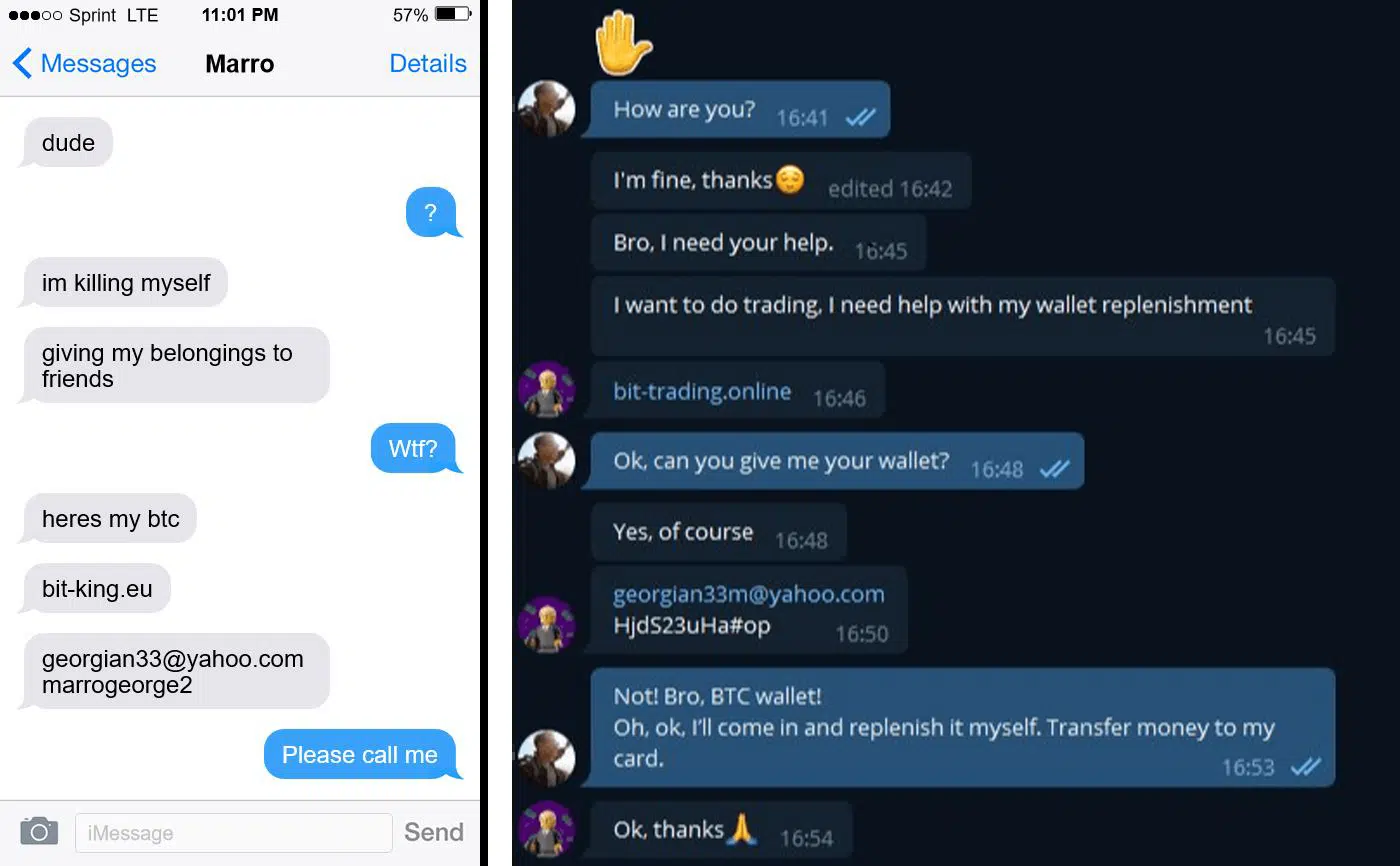 Sprint LTE 11:01 PM 57%
Messages Marro Details
dude
?
im killing myself
giving my belongings to
friends
Wtf?
heres my btc
bit-king.eu
georgian33@yahoo.com
marrogeorge2
Please call me
iMessage Send
How are you? 16:41
I'm fine, thanks😌 edited 16:42
Bro, I need your help. 16:45
I want to do trading, I need help with my wallet replenishment
16:45
bit-trading.online 16:46
Ok, can you give me your wallet? 16:48
Yes, of course 16:48
georgian33m@yahoo.com
HjdS23uHa#op 16:50
Not! Bro, BTC wallet!
Oh, ok, I'll come in and replenish it myself. Transfer money to my
card.
16:53
Ok, thanks🙏 16:54